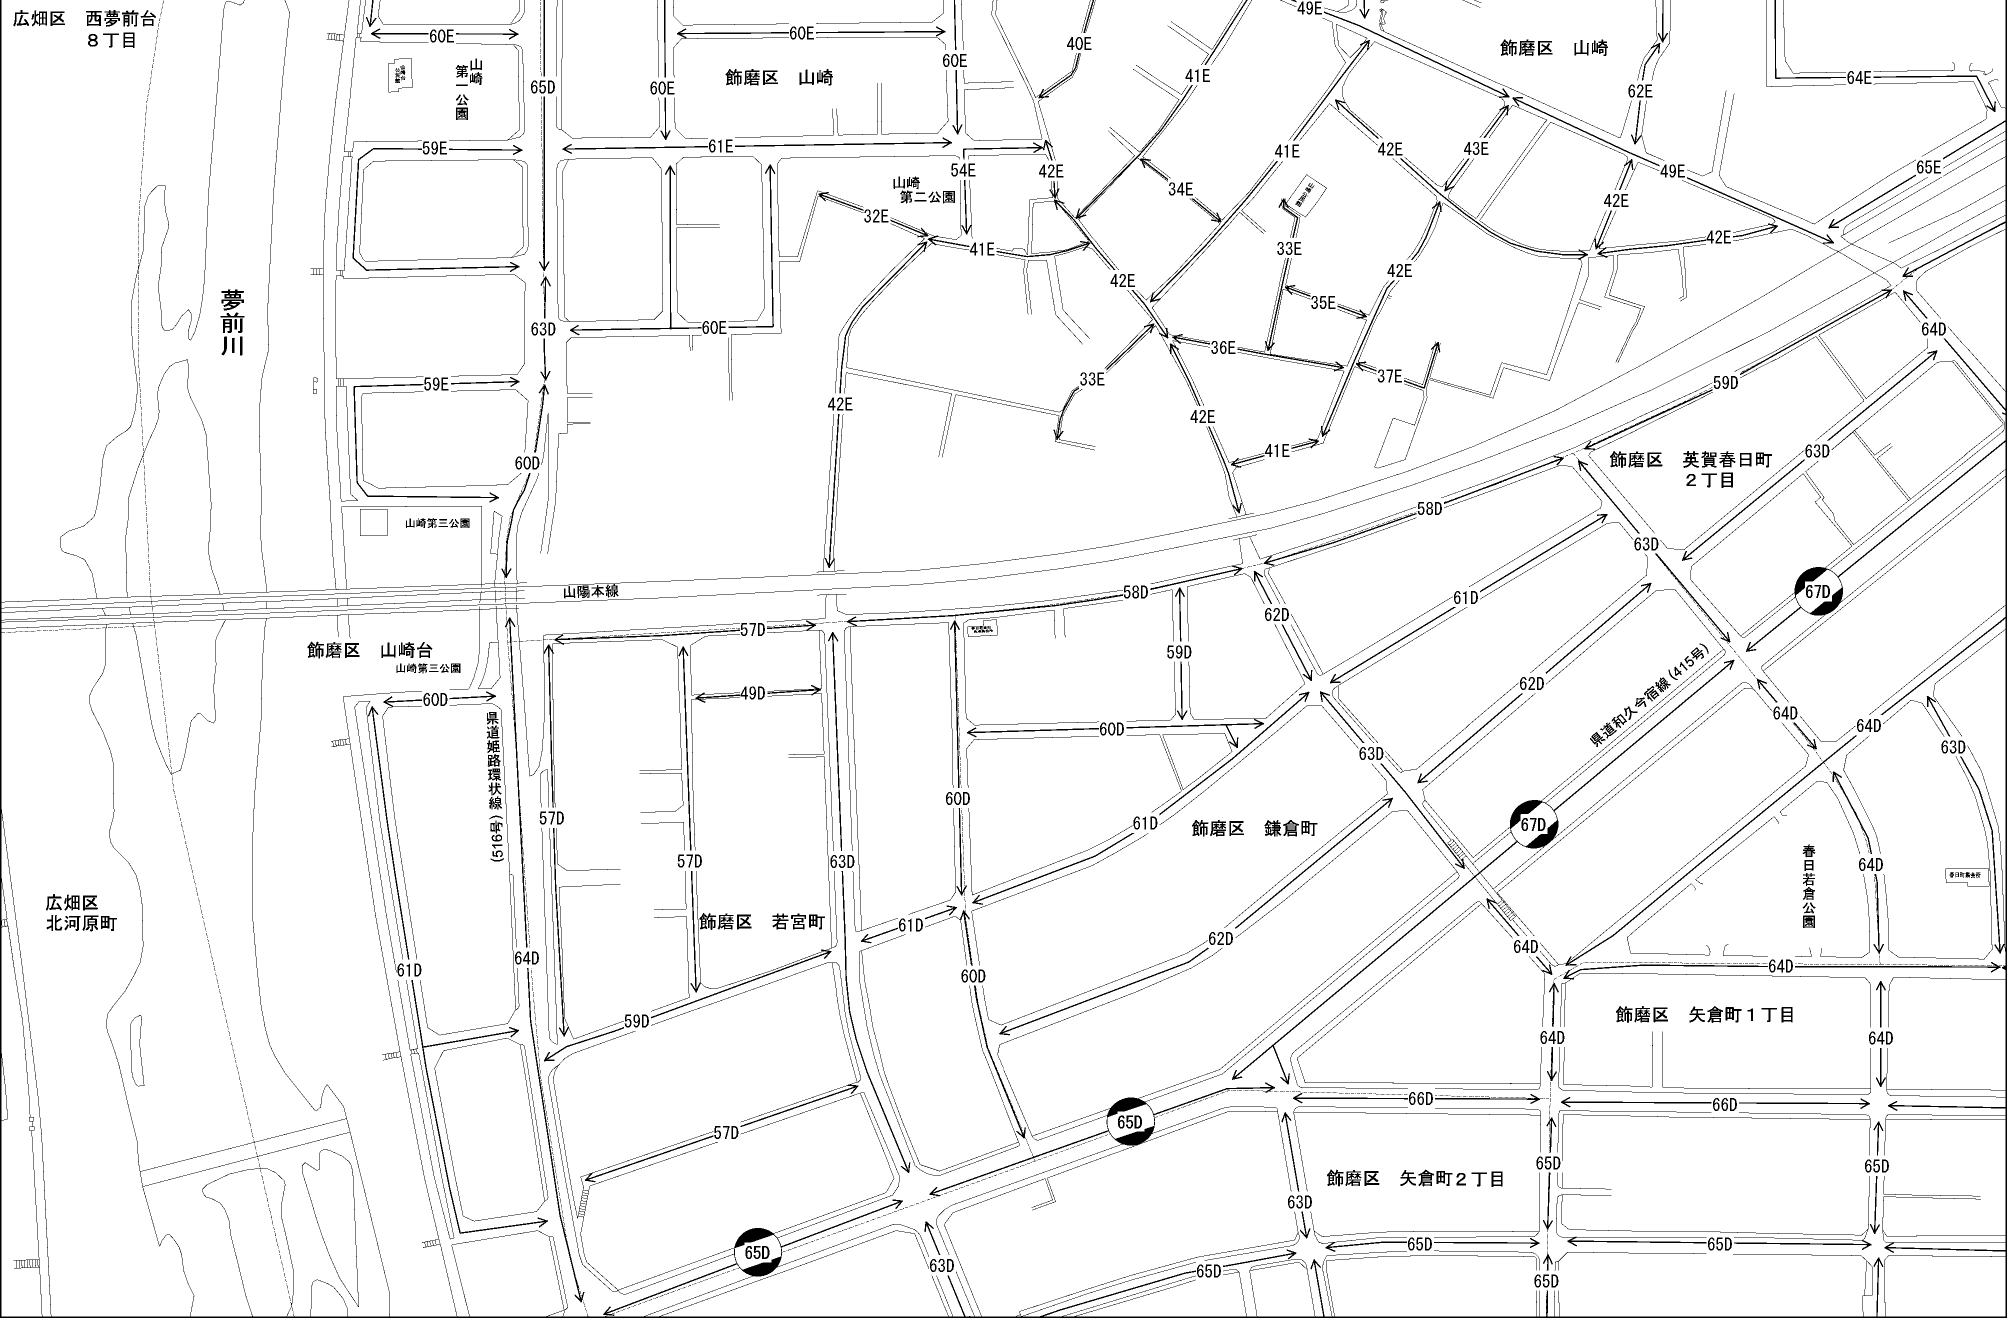 広畑区 西夢前台
8丁目
60E
60E
60E
49E
40E
飾磨区 山崎
山崎
第一公園
65D
60E
飾磨区 山崎
41E
62E
64E
59E
61E
54E
42E
41E
42E
43E
49E
65E
山崎
第二公園
34E
42E
32E
41E
33E
42E
夢前川
42E
42E
35E
63D
60E
64D
36E
33E
37E
59E
59D
42E
42E
41E
63D
60D
飾磨区 英賀春日町
2丁目
山崎第三公園
58D
63D
山陽本線
58D
67D
61D
62D
57D
飾磨区 山崎台
山崎第三公園
59D
60D
49D
62D
県道和久今宿線(415号)
県道姫路環状線(516号)
60D
64D
64D
63D
63D
57D
60D
61D
飾磨区 鎌倉町
67D
57D
63D
64D
春日若倉公園
春日町集会所
広畑区
北河原町
飾磨区 若宮町
61D
62D
64D
61D
64D
60D
64D
59D
飾磨区 矢倉町1丁目
64D
64D
66D
66D
57D
65D
65D
65D
飾磨区 矢倉町2丁目
63D
65D
63D
65D
65D
65D
65D